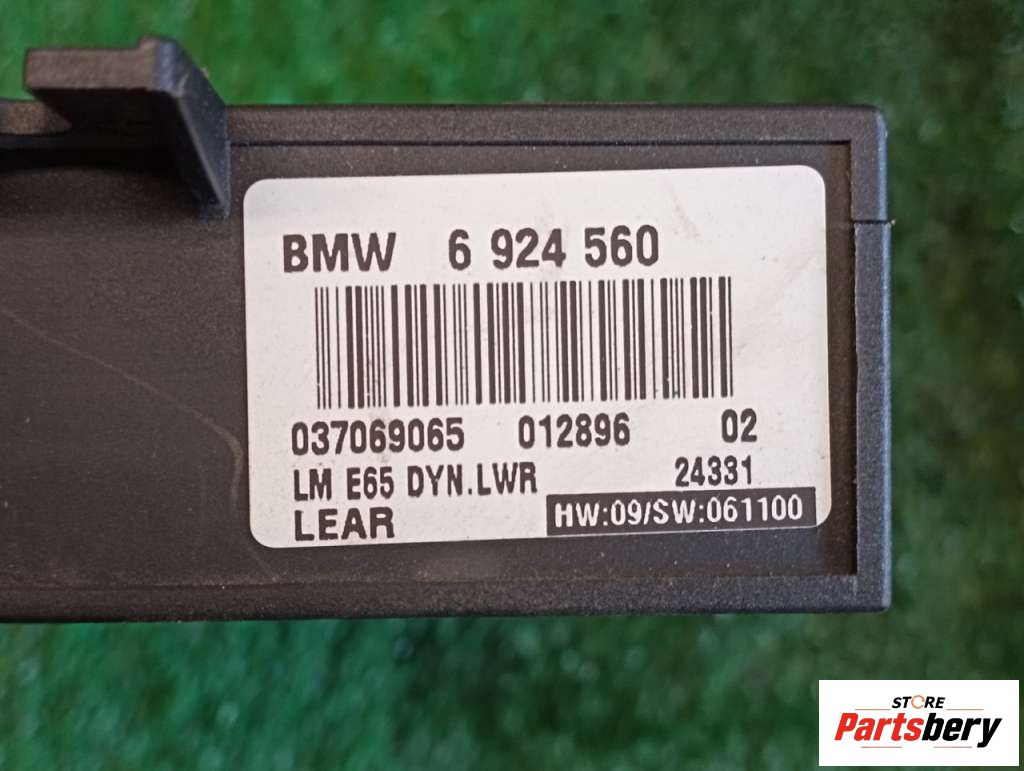 BMW 6 924 560
037069065 012896 02
LM E65 DYN.LWR 24331
LEAR HW:09/SW:061100
STORE
Partsbery